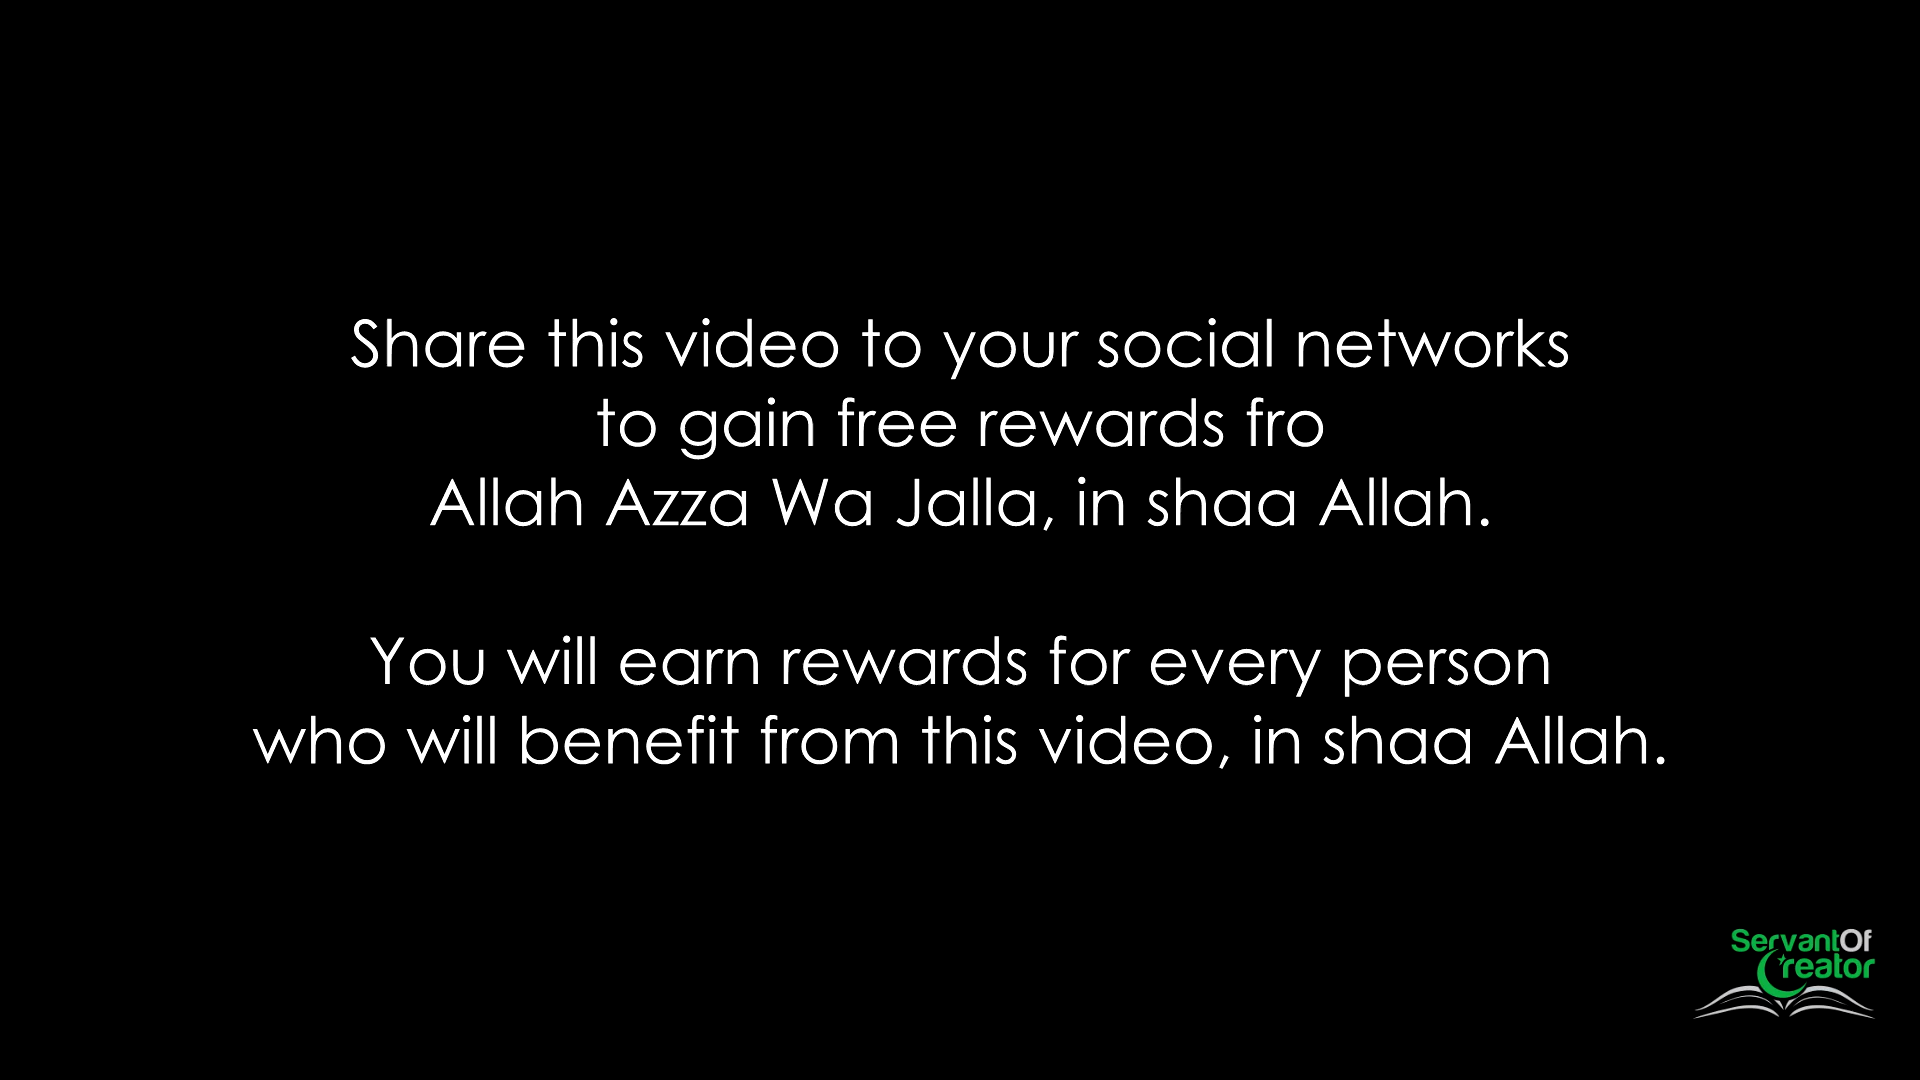 Share this video to your social networks
to gain free rewards fro
Allah Azza Wa Jalla, in shaa Allah.
You will earn rewards for every person
who will benefit from this video, in shaa Allah.
ServantOf
Creator